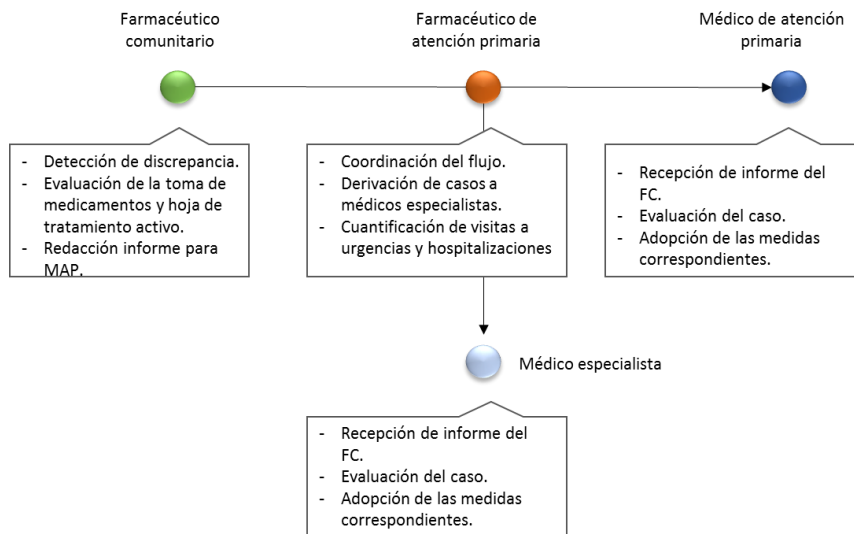 Farmacéutico
comunitario
Farmacéutico de
atención primaria
Médico de atención
primaria
- Detección de discrepancia.
- Evaluación de la toma de
medicamentos y hoja de
tratamiento activo.
- Redacción informe para
MAP.
- Coordinación del flujo.
- Derivación de casos a
médicos especialistas.
- Cuantificación de visitas a
urgencias y hospitalizaciones
- Recepción de informe del
FC.
- Evaluación del caso.
- Adopción de las medidas
correspondientes.
Médico especialista
- Recepción de informe del
FC.
- Evaluación del caso.
- Adopción de las medidas
correspondientes.